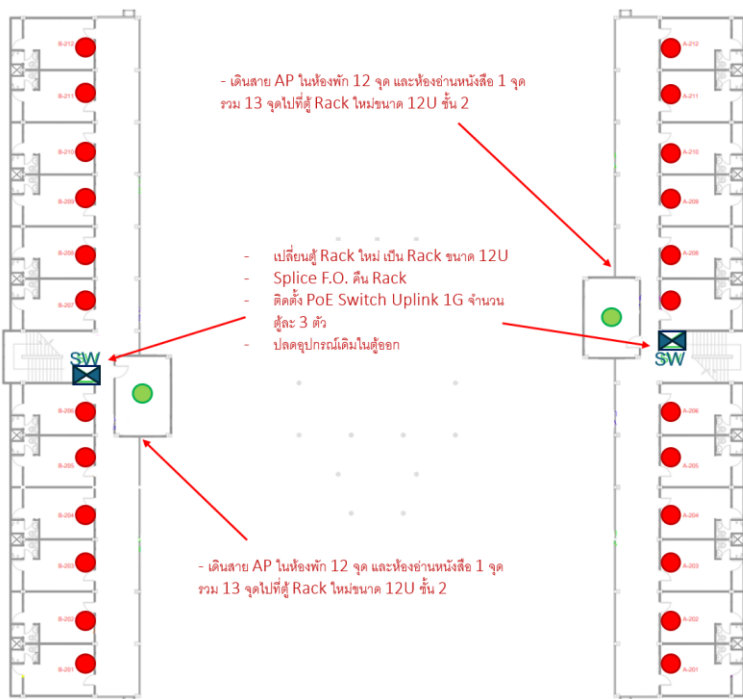 B-212
A-212
- เดินสาย AP ในห้องพัก 12 จุด และห้องอ่านหนังสือ 1 จุด
รวม 13 จุดไปที่ตู้ Rack ใหม่ขนาด 12U ชั้น 2
B-211
A-211
B-210
A-210
B-209
A-209
B-208
A-208
- เปลี่ยนตู้ Rack ใหม่ เป็น Rack ขนาด 12U
- Splice F.O. คืน Rack
- ติดตั้ง PoE Switch Uplink 1G จำนวน
ตู้ละ 3 ตัว
- ปลดอุปกรณ์เดิมในตู้ออก
B-207
A-207
SW
SW
B-206
A-206
B-205
A-205
B-204
A-204
B-203
A-203
- เดินสาย AP ในห้องพัก 12 จุด และห้องอ่านหนังสือ 1 จุด
รวม 13 จุดไปที่ตู้ Rack ใหม่ขนาด 12U ชั้น 2
B-202
A-202
B-201
A-201